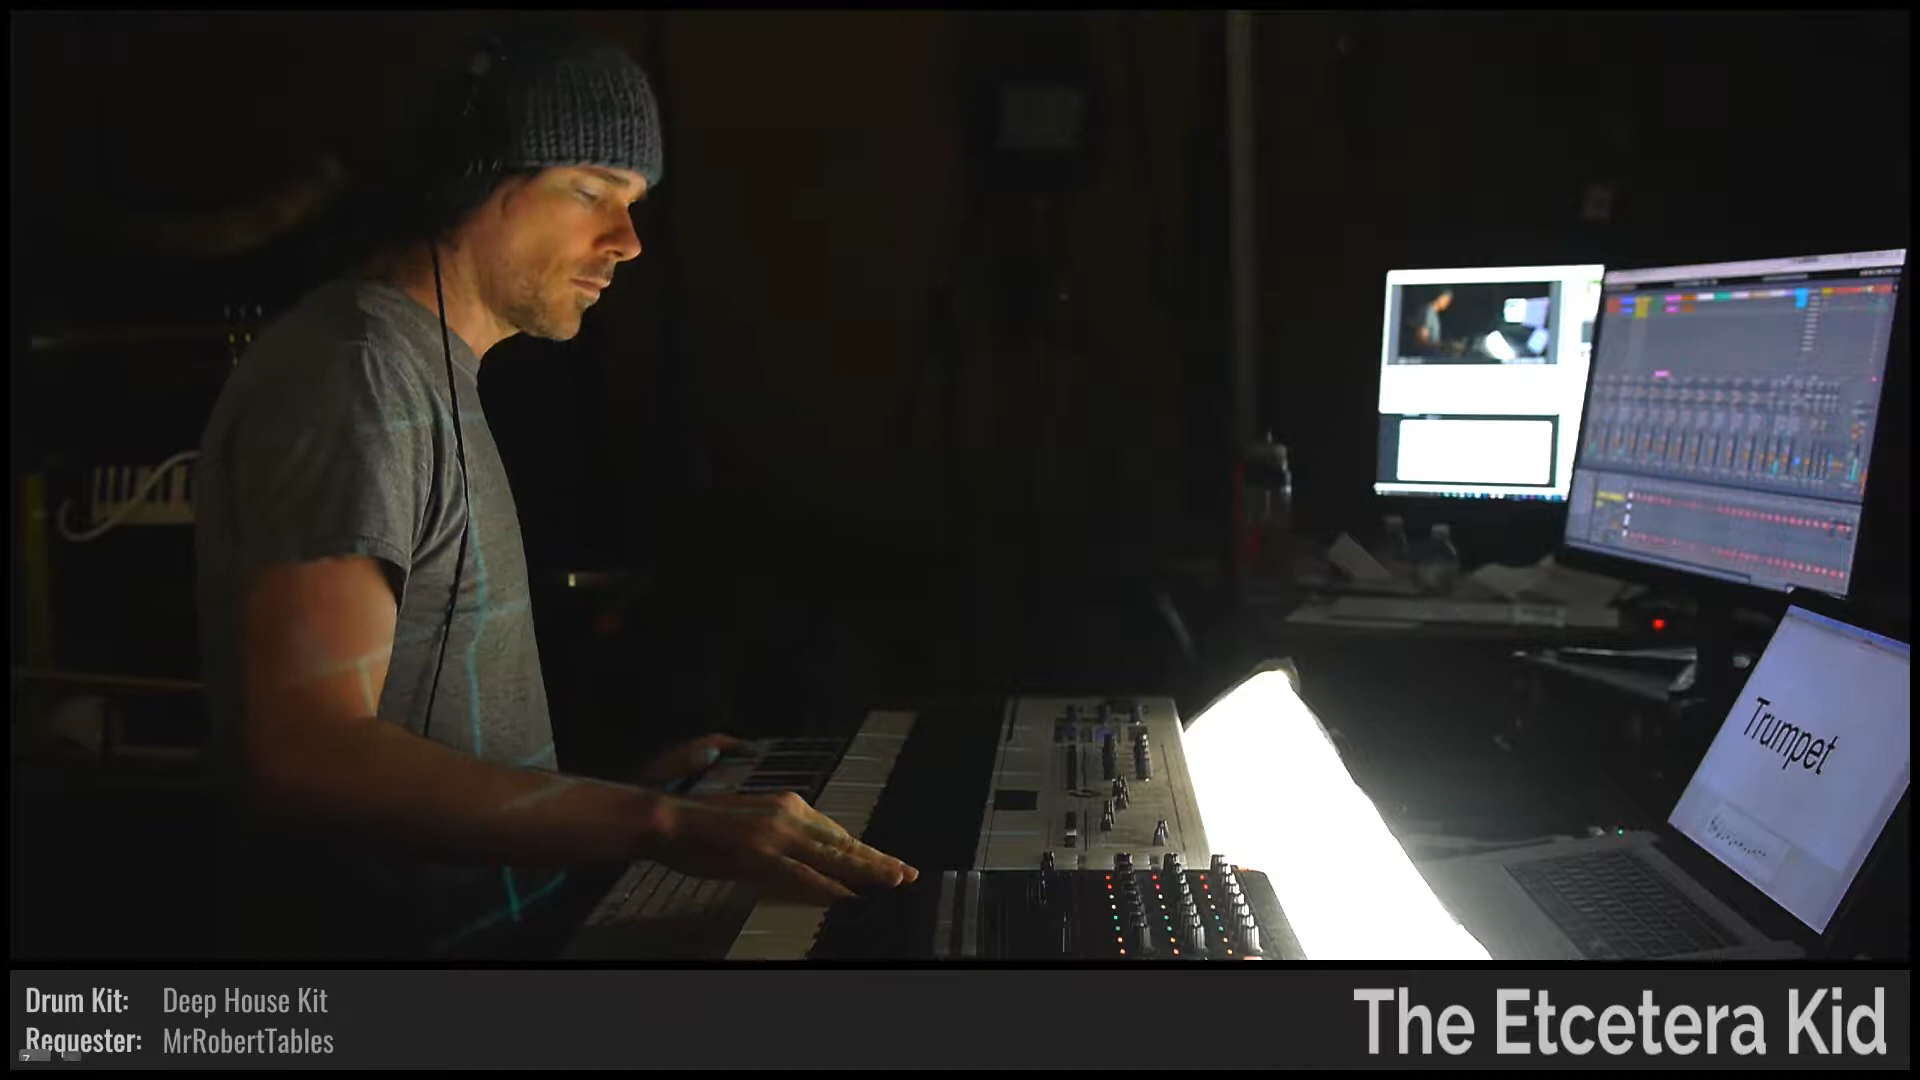 Trumpet
Drum Kit: Deep House Kit
Requester: MrRobertTables
The Etcetera Kid